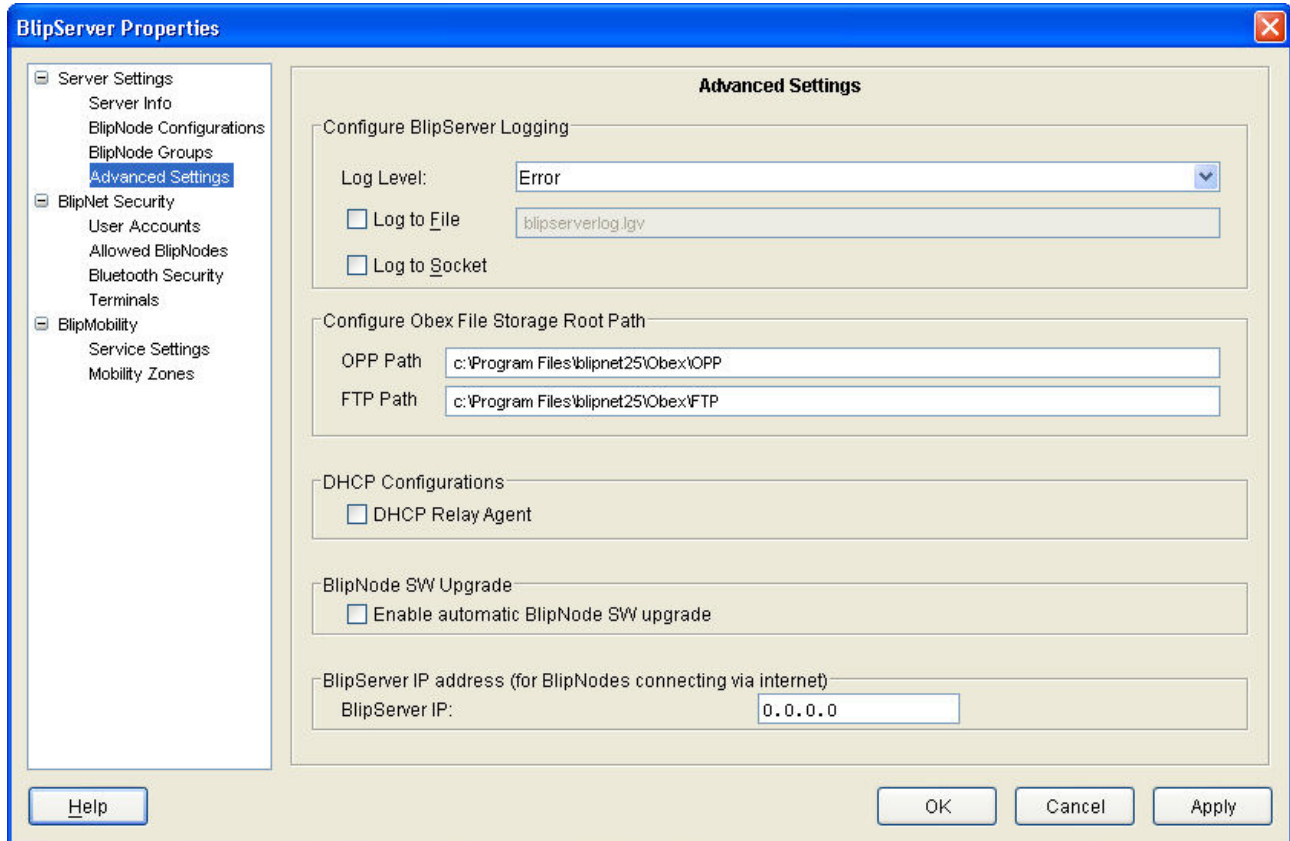 BlipServer Properties
Server Settings
Server Info
BlipNode Configurations
BlipNode Groups
Advanced Settings
BlipNet Security
User Accounts
Allowed BlipNodes
Bluetooth Security
Terminals
BlipMobility
Service Settings
Mobility Zones
Advanced Settings
Configure BlipServer Logging
Log Level: Error
Log to File blipserverlog.lgv
Log to Socket
Configure Obex File Storage Root Path
OPP Path c:\Program Files\blipnet25\Obex\OPP
FTP Path c:\Program Files\blipnet25\Obex\FTP
DHCP Configurations
DHCP Relay Agent
BlipNode SW Upgrade
Enable automatic BlipNode SW upgrade
BlipServer IP address (for BlipNodes connecting via internet)
BlipServer IP: 0.0.0.0
Help OK Cancel Apply